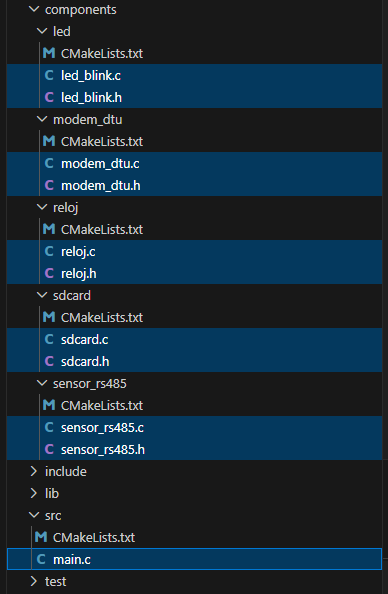 components
led
M CMakeLists.txt
C led_blink.c
C led_blink.h
modem_dtu
M CMakeLists.txt
C modem_dtu.c
C modem_dtu.h
reloj
M CMakeLists.txt
C reloj.c
C reloj.h
sdcard
M CMakeLists.txt
C sdcard.c
C sdcard.h
sensor_rs485
M CMakeLists.txt
C sensor_rs485.c
C sensor_rs485.h
include
lib
src
M CMakeLists.txt
C main.c
test